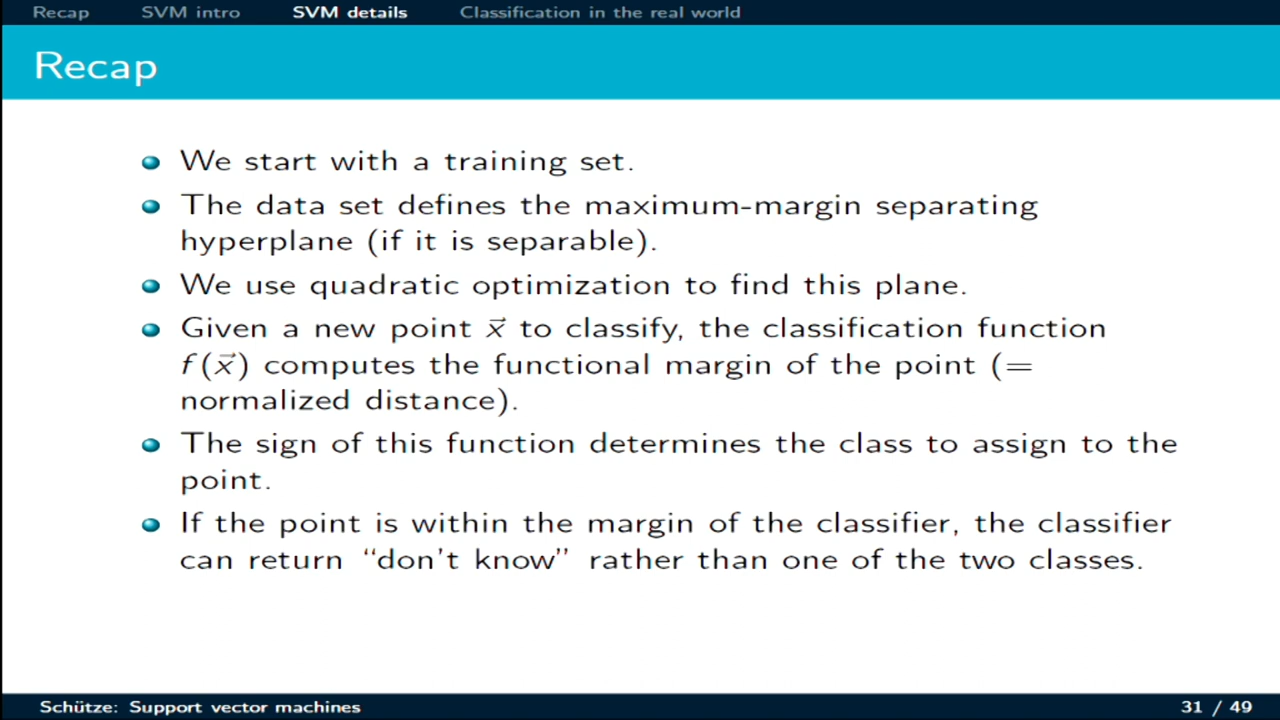 Recap SVM intro SVM details Classification in the real world
Recap
We start with a training set.
The data set defines the maximum-margin separating
hyperplane (if it is separable).
We use quadratic optimization to find this plane.
Given a new point x⃗ to classify, the classification function
f(x⃗) computes the functional margin of the point (=
normalized distance).
The sign of this function determines the class to assign to the
point.
If the point is within the margin of the classifier, the classifier
can return “don't know” rather than one of the two classes.
Schütze: Support vector machines 31 / 49